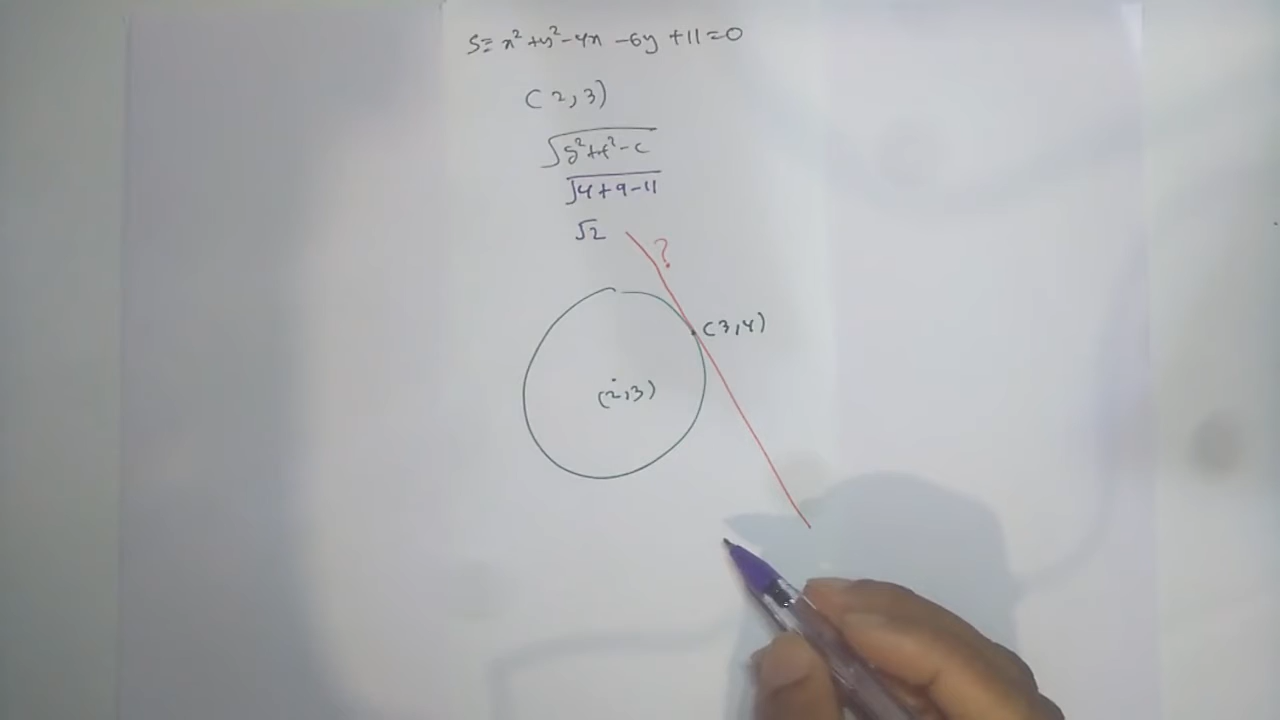 S≡ x² + y² - 4x - 6y + 11 = 0
(2, 3)
√g² + f² - c
√4 + 9 - 11
√2
?
(3, 4)
(2, 3)